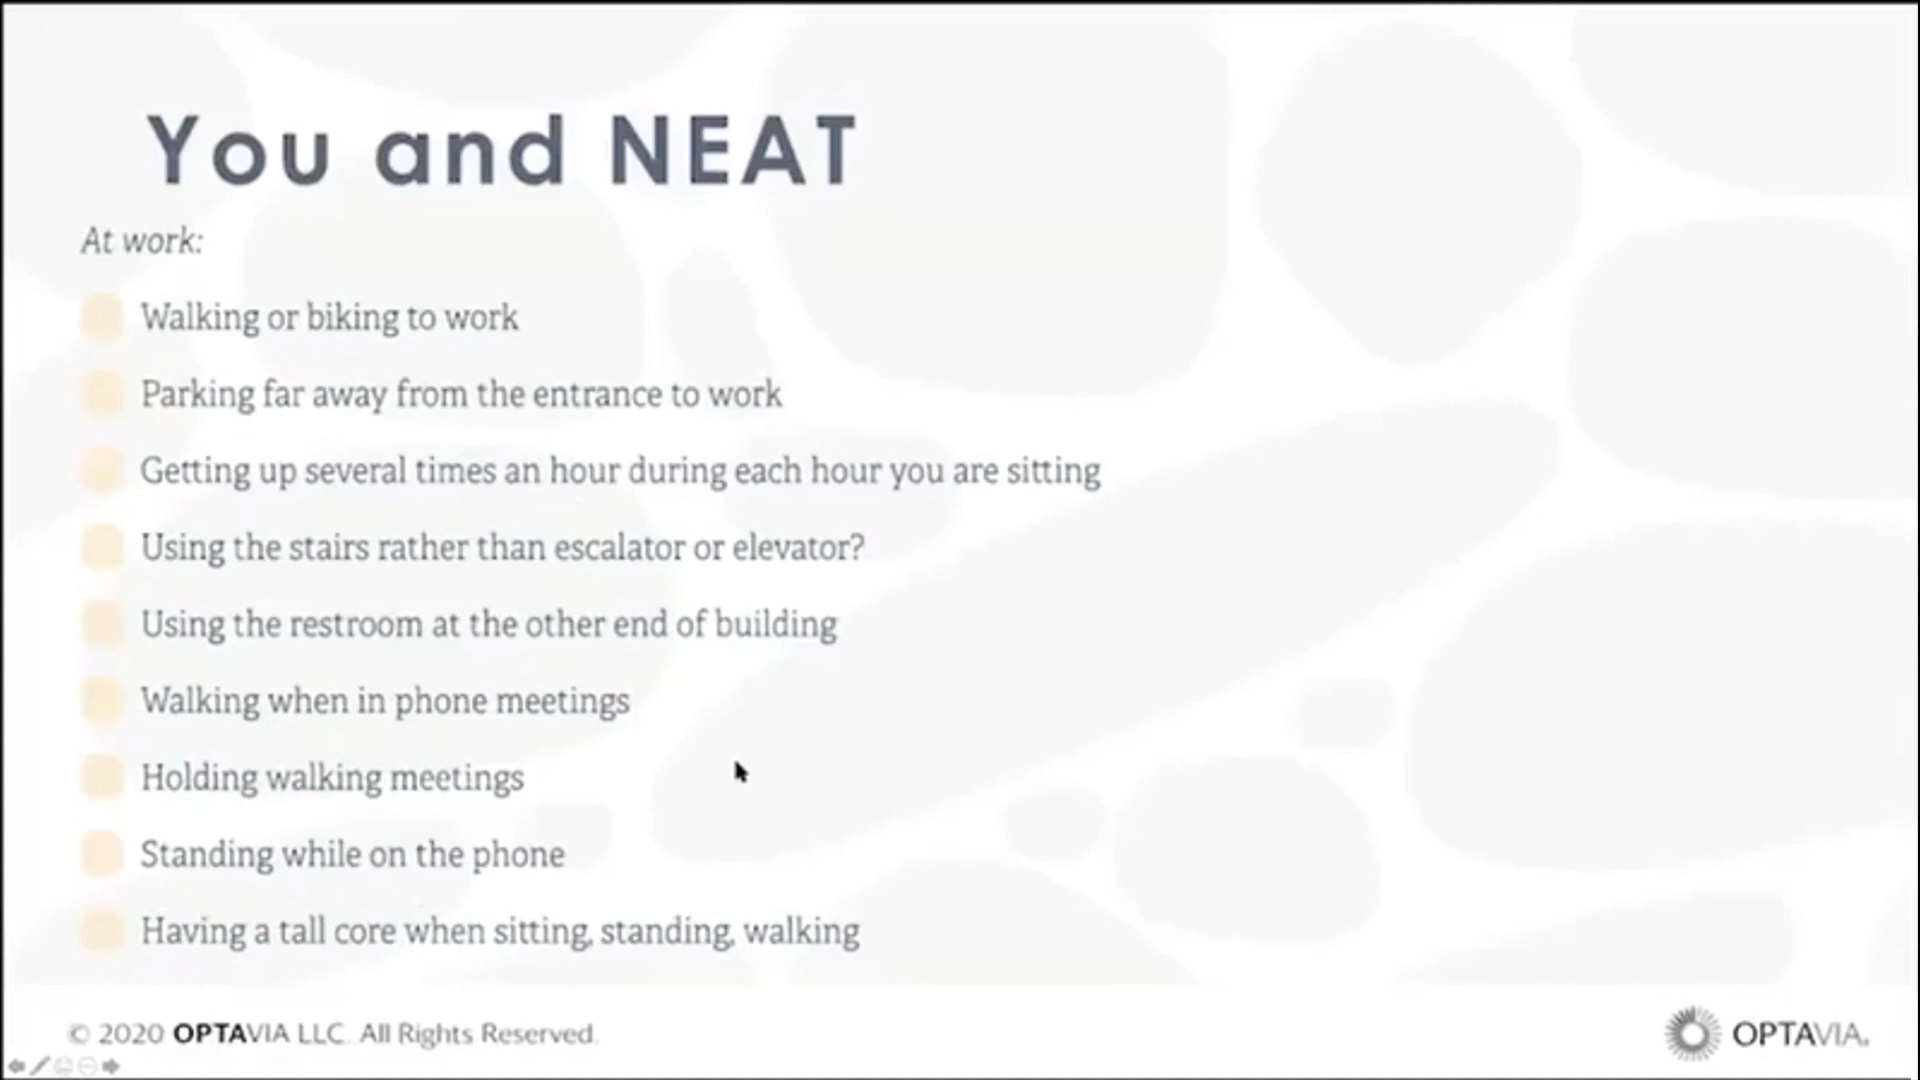 You and NEAT
At work:
Walking or biking to work
Parking far away from the entrance to work
Getting up several times an hour during each hour you are sitting
Using the stairs rather than escalator or elevator?
Using the restroom at the other end of building
Walking when in phone meetings
Holding walking meetings
Standing while on the phone
Having a tall core when sitting, standing, walking
© 2020 OPTAVIA LLC. All Rights Reserved.
OPTAVIA®